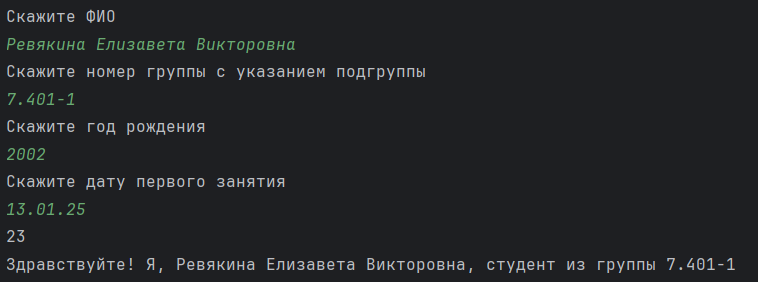 Скажите ФИО
Ревякина Елизавета Викторовна
Скажите номер группы с указанием подгруппы
7.401-1
Скажите год рождения
2002
Скажите дату первого занятия
13.01.25
23
Здравствуйте! Я, Ревякина Елизавета Викторовна, студент из группы 7.401-1